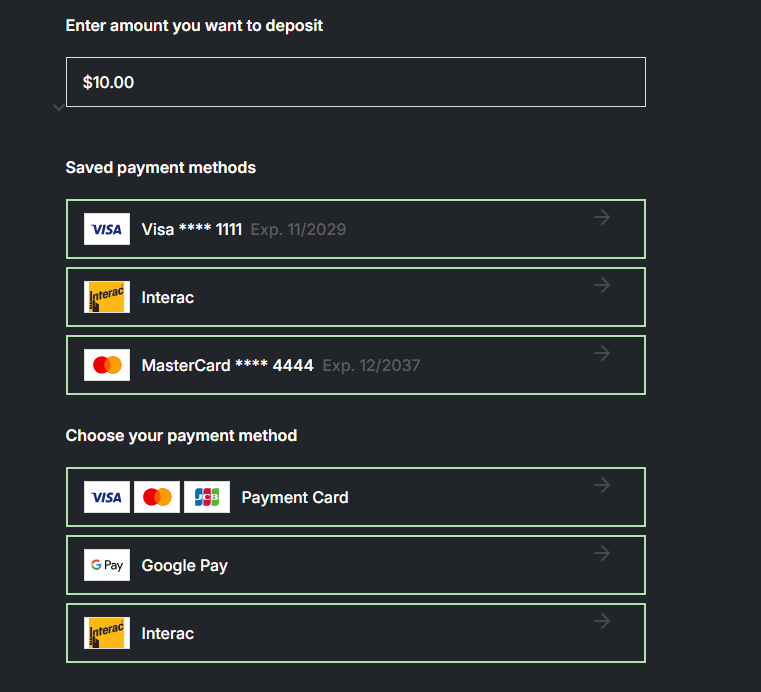 Enter amount you want to deposit
$10.00
Saved payment methods
VISA Visa **** 1111 Exp. 11/2029
Interac Interac
MasterCard **** 4444 Exp. 12/2037
Choose your payment method
VISA JCB Payment Card
G Pay Google Pay
Interac Interac